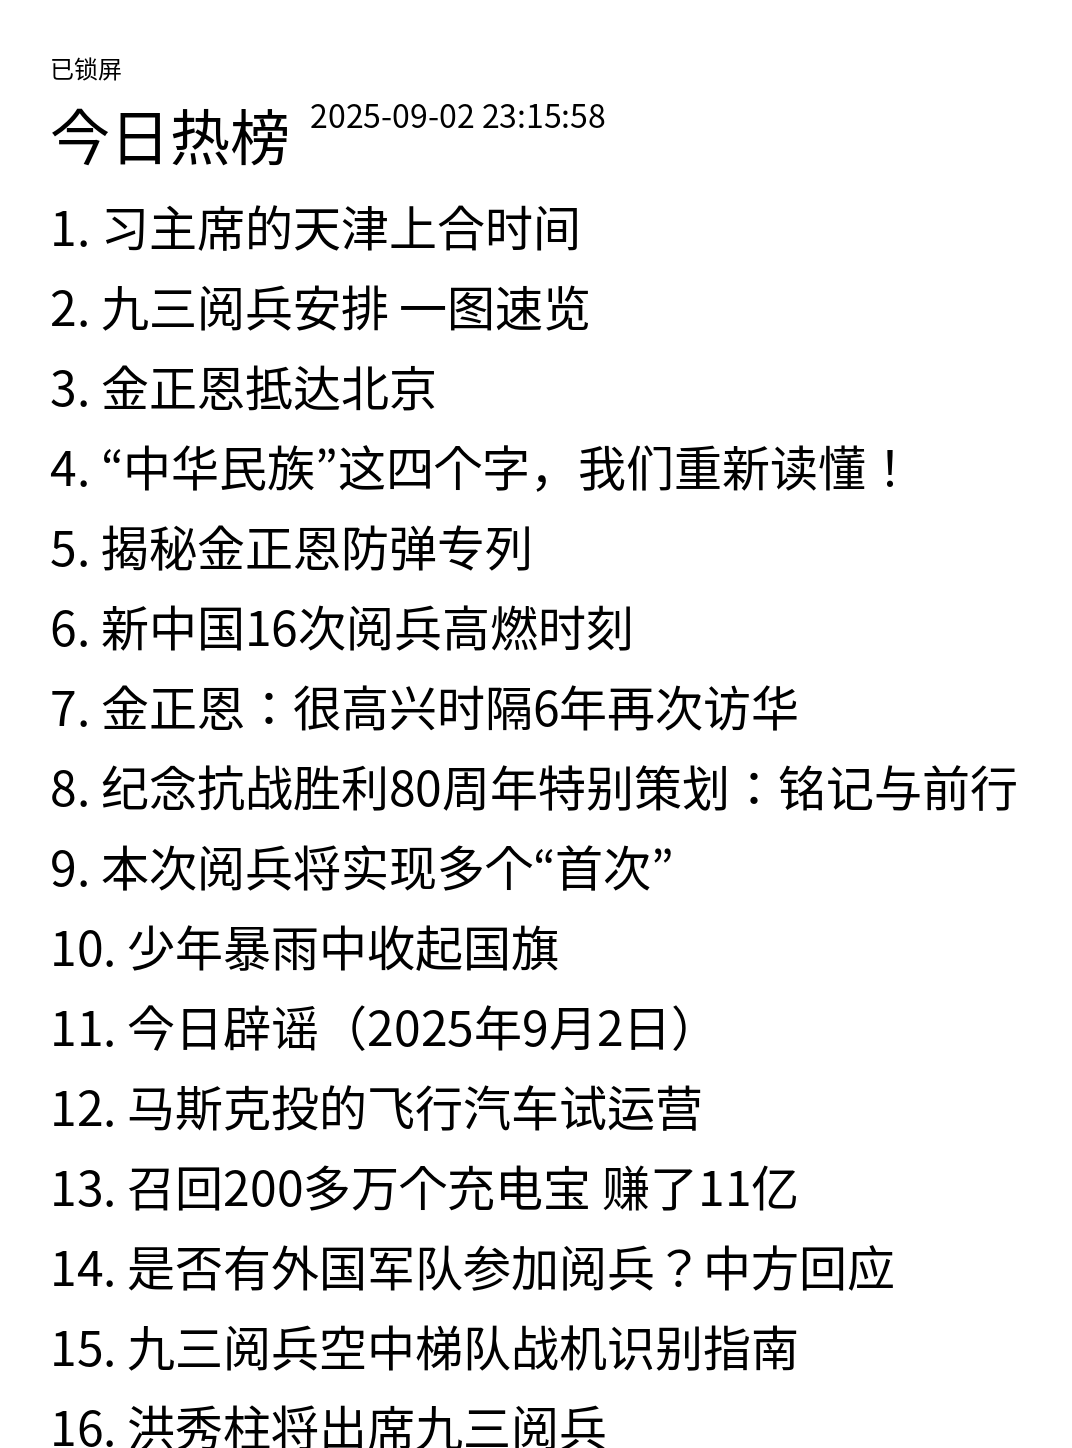 已锁屏
今日热榜 2025-09-02 23:15:58
1. 习主席的天津上合时间
2. 九三阅兵安排 一图速览
3. 金正恩抵达北京
4. “中华民族”这四个字，我们重新读懂！
5. 揭秘金正恩防弹专列
6. 新中国16次阅兵高燃时刻
7. 金正恩：很高兴时隔6年再次访华
8. 纪念抗战胜利80周年特别策划：铭记与前行
9. 本次阅兵将实现多个“首次”
10. 少年暴雨中收起国旗
11. 今日辟谣（2025年9月2日）
12. 马斯克投的飞行汽车试运营
13. 召回200多万个充电宝 赚了11亿
14. 是否有外国军队参加阅兵？中方回应
15. 九三阅兵空中梯队战机识别指南
16. 洪秀柱将出席九三阅兵